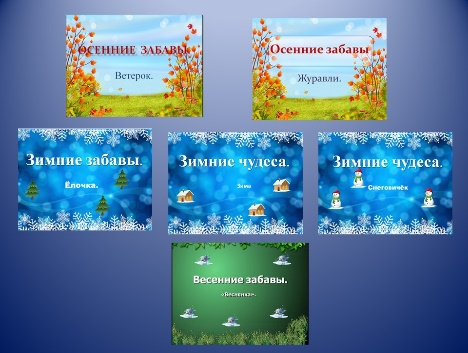 ОСЕННИЕ ЗАБАВЫ
Ветерок.
Осенние забавы
Журавли.
Зимние забавы.
Ёлочка.
Зимние чудеса.
Зима
Зимние чудеса.
Снеговичёк
Весенние забавы.
«Веснянка».